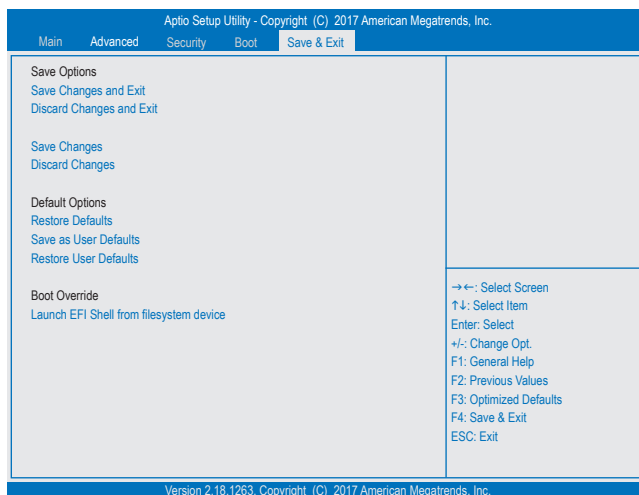 Aptio Setup Utility - Copyright (C) 2017 American Megatrends, Inc.
Main Advanced Security Boot Save & Exit
Save Options
Save Changes and Exit
Discard Changes and Exit
Save Changes
Discard Changes
Default Options
Restore Defaults
Save as User Defaults
Restore User Defaults
Boot Override
Launch EFI Shell from filesystem device
→←: Select Screen
↑↓: Select Item
Enter: Select
+/-: Change Opt.
F1: General Help
F2: Previous Values
F3: Optimized Defaults
F4: Save & Exit
ESC: Exit
Version 2.18.1263. Copyright (C) 2017 American Megatrends, Inc.